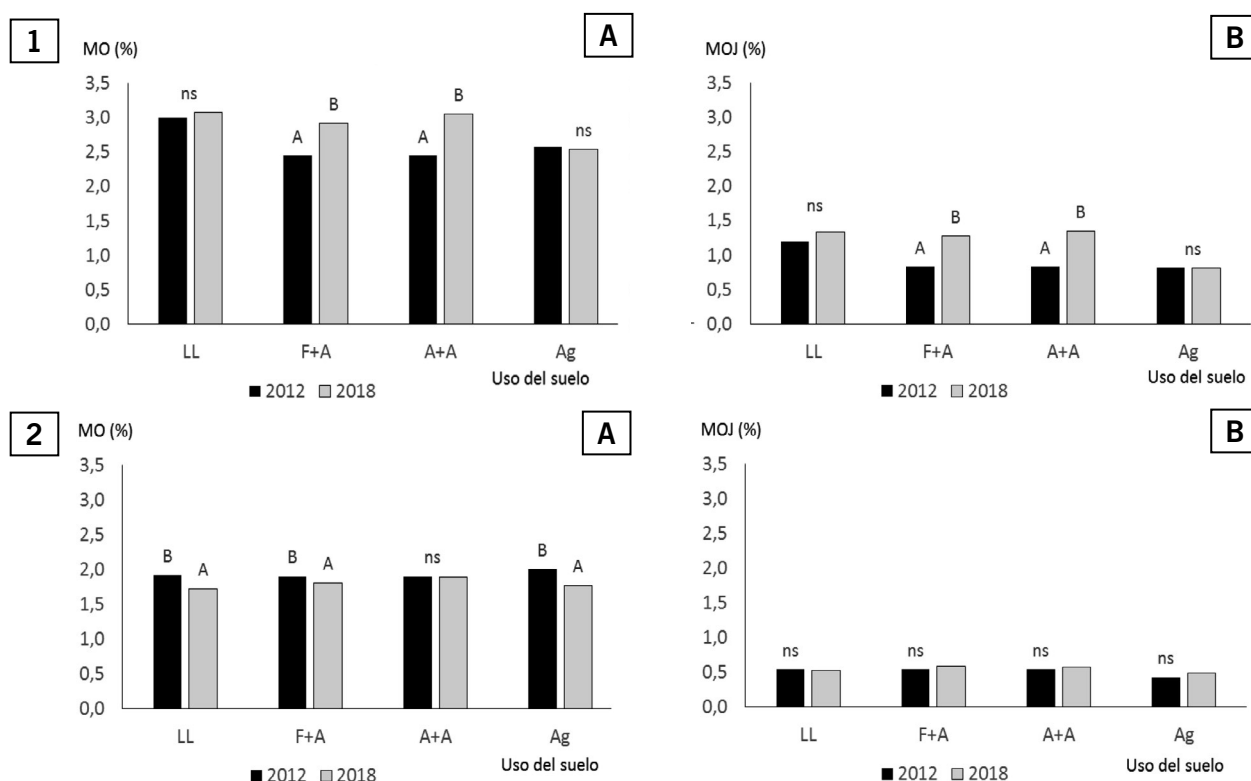 1
MO (%)
A
3,5
3,0
2,5
2,0
1,5
1,0
0,5
0,0
ns
A B
A B
ns
LL F+A A+A Ag
Uso del suelo
2012 2018
B
MOJ (%)
3,5
3,0
2,5
2,0
1,5
1,0
0,5
0,0
ns
A B
A B
ns
LL F+A A+A Ag
Uso del suelo
2012 2018
2
MO (%)
A
3,5
3,0
2,5
2,0
1,5
1,0
0,5
0,0
B A
B A
ns
B A
LL F+A A+A Ag
Uso del suelo
2012 2018
B
MOJ (%)
3,5
3,0
2,5
2,0
1,5
1,0
0,5
0,0
ns
ns
ns
ns
LL F+A A+A Ag
Uso del suelo
2012 2018